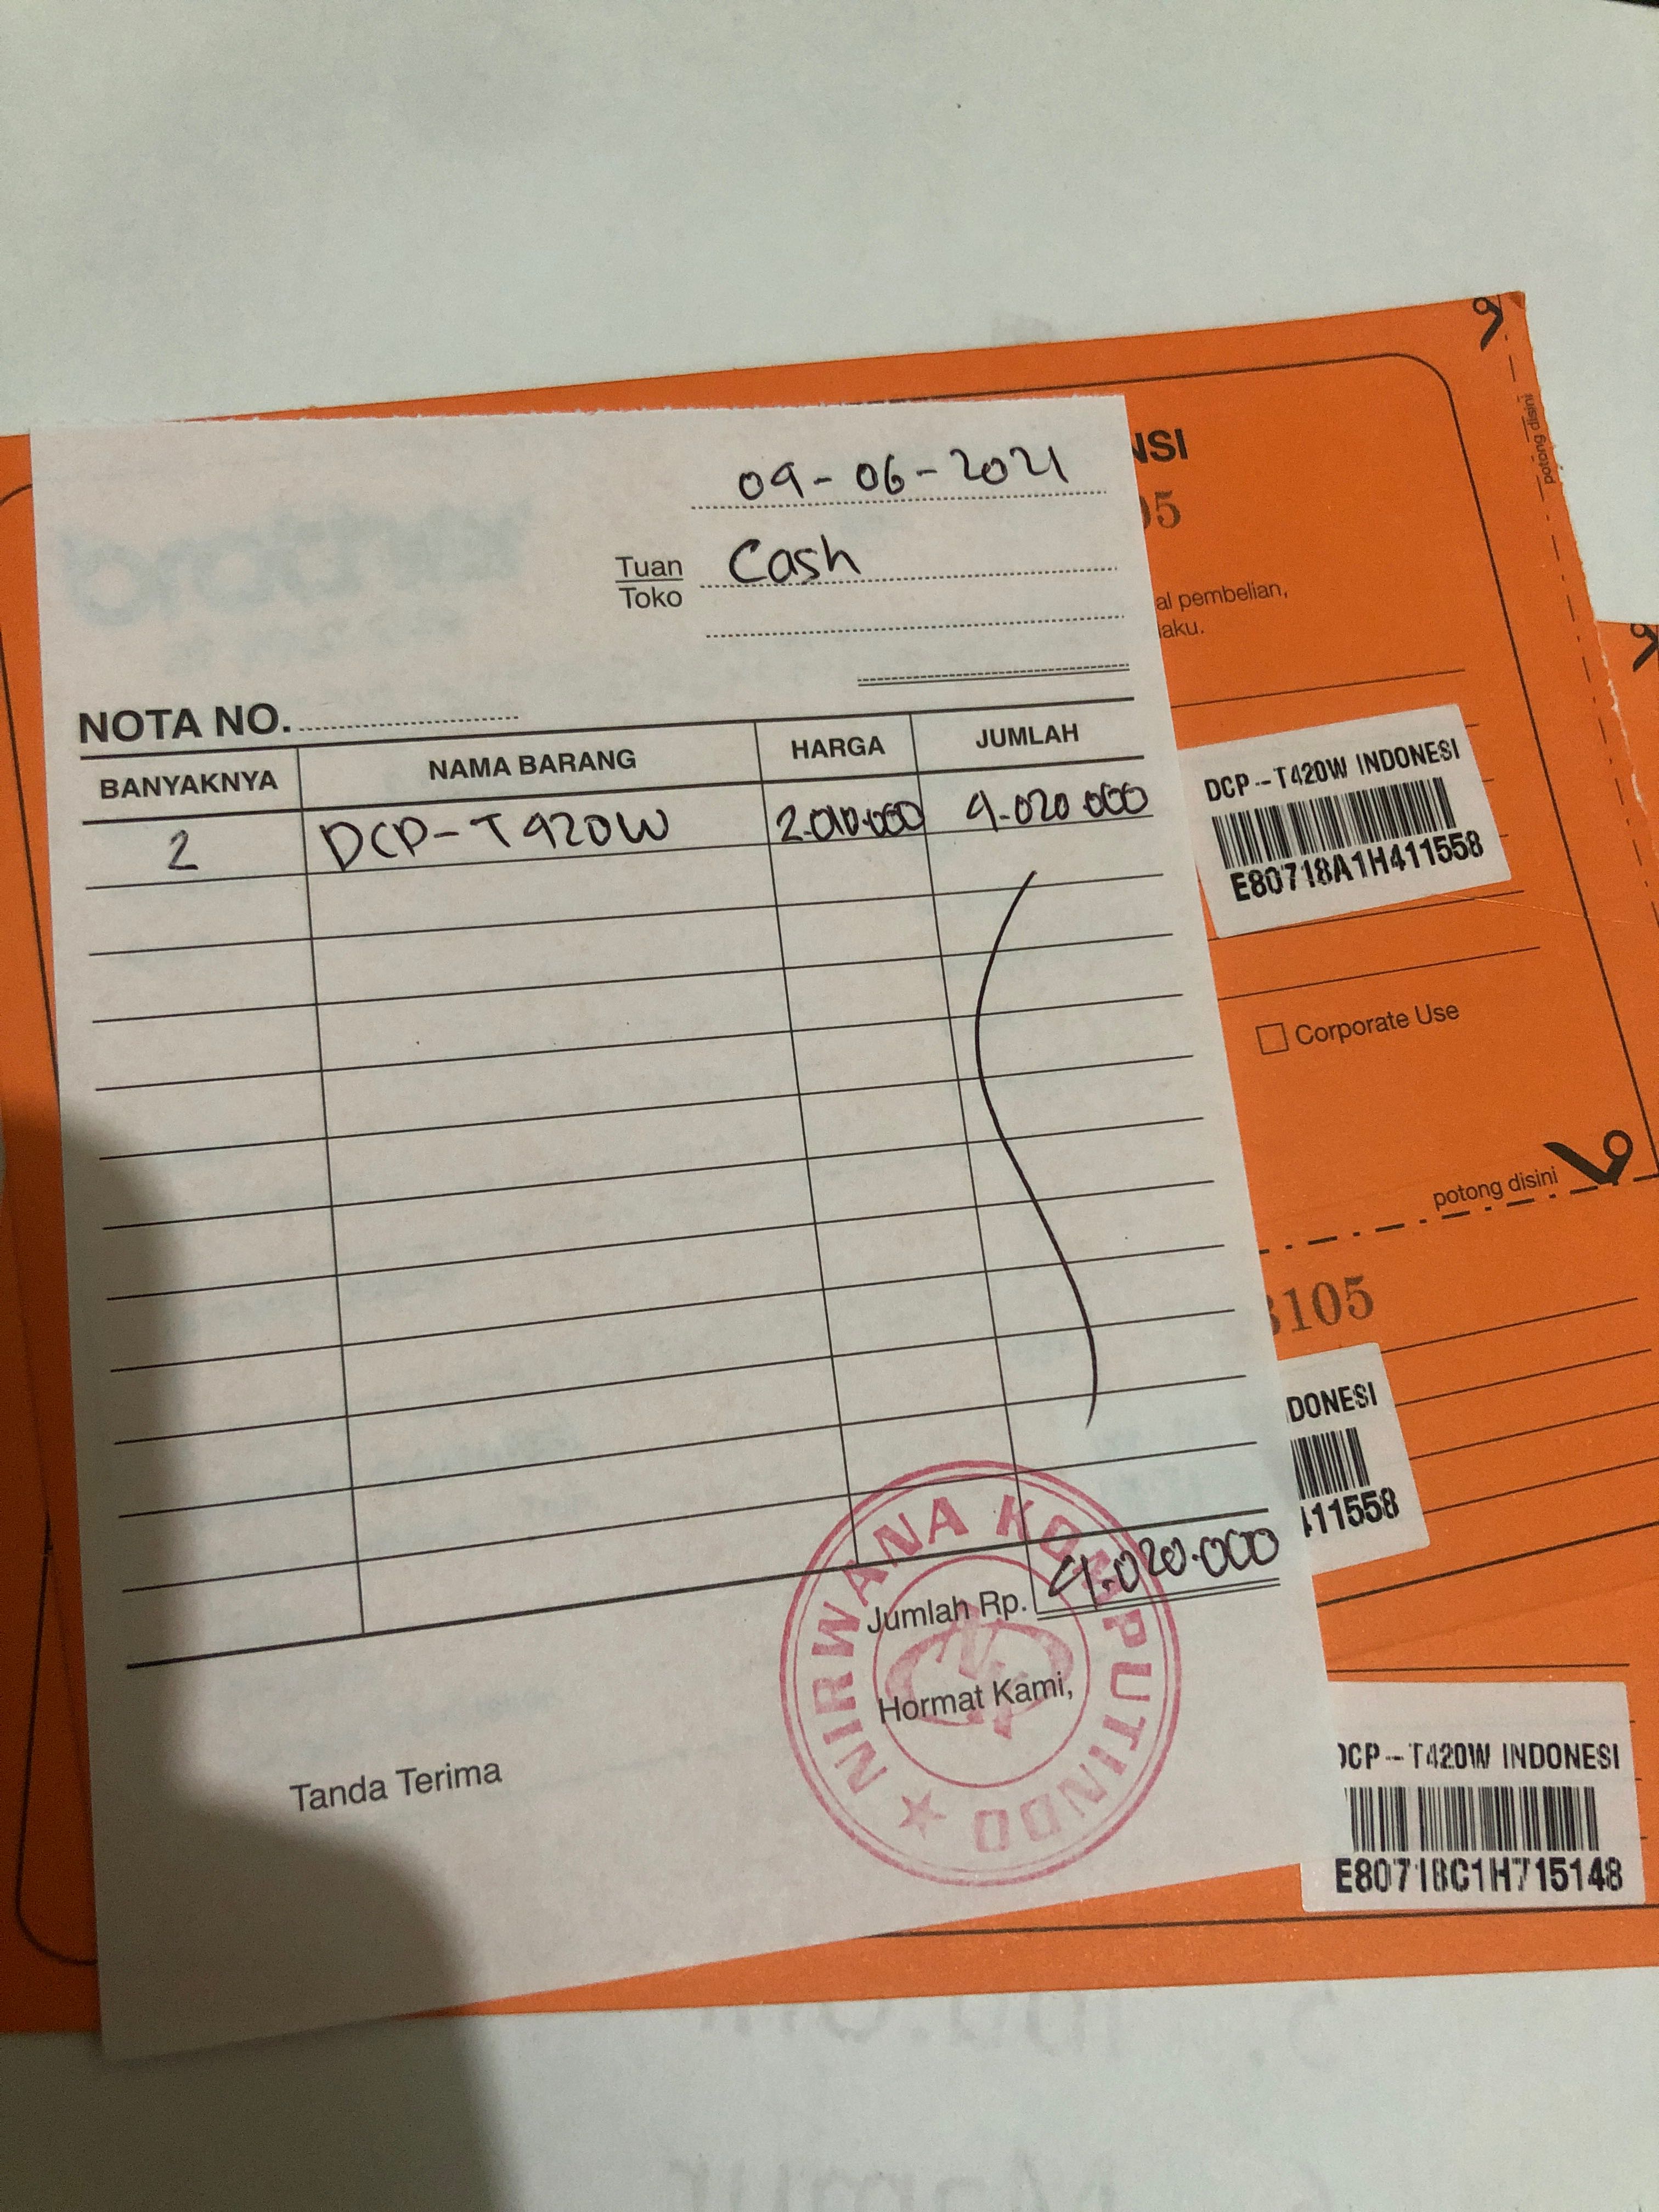 09-06-2021
Tuan Cash
Toko
NOTA NO.
BANYAKNYA NAMA BARANG HARGA JUMLAH
2 DCP-T420W 2.010.000 4.020.000
Jumlah Rp. 4.020.000
Hormat Kami,
Tanda Terima
NIRWANA KOMPUTINDO
NSI
05
al pembelian,
laku.
potong disini
DCP--T420W INDONESI
E80718A1H411558
Corporate Use
potong disini
3105
DONESI
411558
DCP--T420W INDONESI
E80718C1H715148